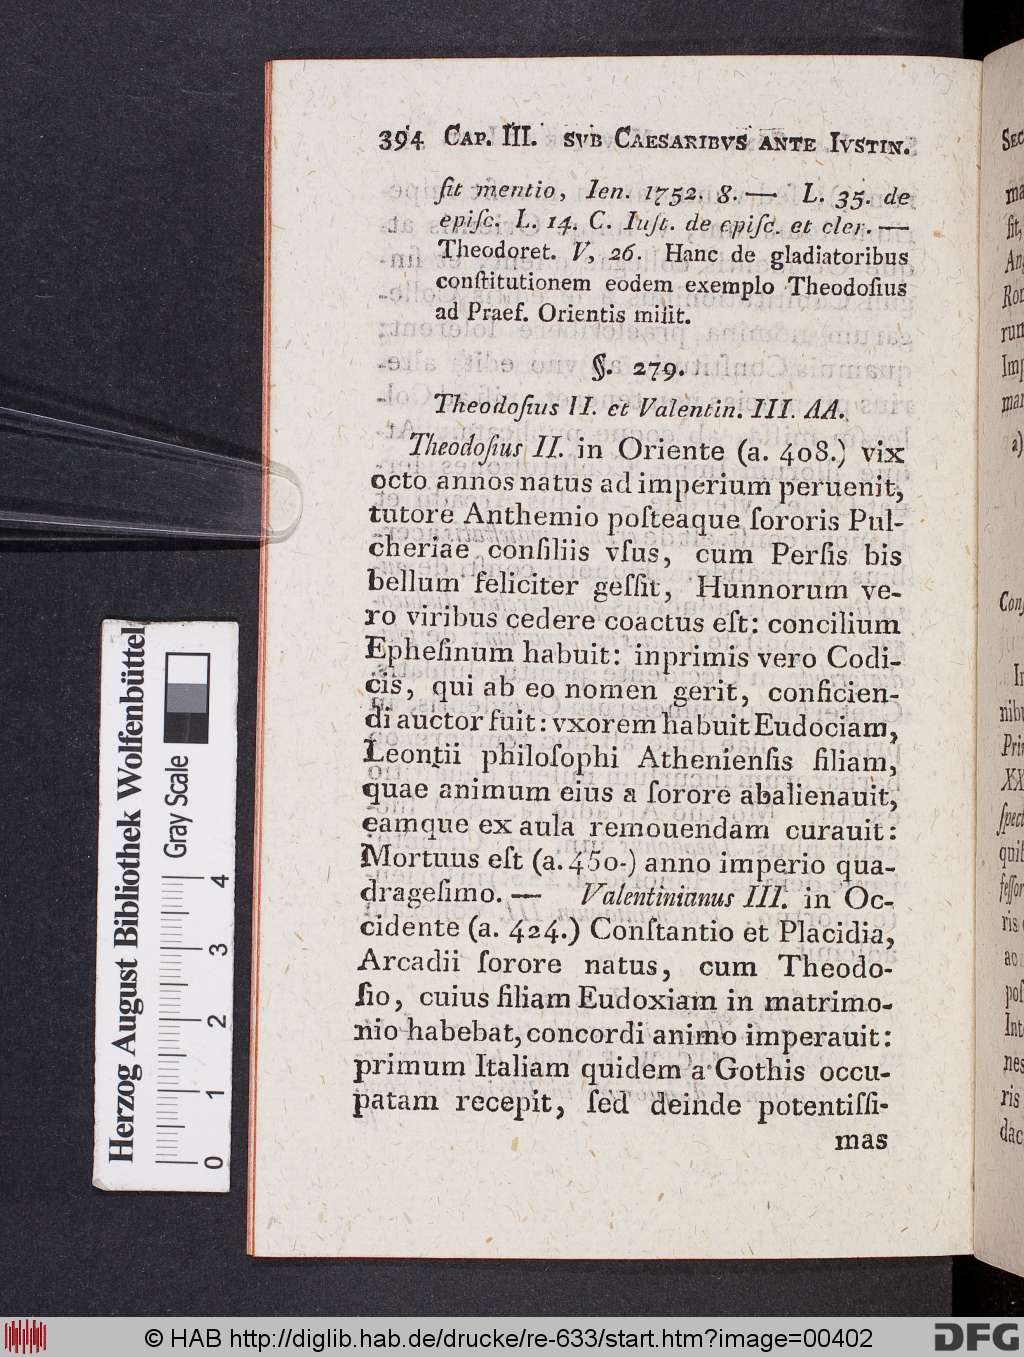 394 CAP. III. SVB CAESARIBVS ANTE IVSTIN.
ſit mentio, Ien. 1752. 8. — L. 35. de
epiſc. L. 14. C. Iuſt. de epiſc. et cler. —
Theodoret. V, 26. Hanc de gladiatoribus
conſtitutionem eodem exemplo Theodoſius
ad Praef. Orientis miſit.
§. 279.
Theodoſius II. et Valentin. III. AA.
Theodoſius II. in Oriente (a. 408.) vix
octo annos natus ad imperium peruenit,
tutore Anthemio poſteaque ſororis Pul-
cheriae conſiliis vſus, cum Perſis bis
bellum feliciter geſſit, Hunnorum ve-
ro viribus cedere coactus eſt: concilium
Epheſinum habuit: inprimis vero Codi-
cis, qui ab eo nomen gerit, conficien-
di auctor fuit: vxorem habuit Eudociam,
Leontii philoſophi Athenienſis filiam,
quae animum eius a ſorore abalienauit,
eamque ex aula remouendam curauit:
Mortuus eſt (a. 450.) anno imperio qua-
drageſimo. — Valentinianus III. in Oc-
cidente (a. 424.) Conſtantio et Placidia,
Arcadii ſorore natus, cum Theodo-
ſio, cuius filiam Eudoxiam in matrimo-
nio habebat, concordi animo imperauit:
primum Italiam quidem a Gothis occu-
patam recepit, ſed deinde potentiſſi-
mas
Herzog August Bibliothek Wolfenbüttel
Gray Scale
0 1 2 3 4
© HAB http://diglib.hab.de/drucke/re-633/start.htm?image=00402
DFG